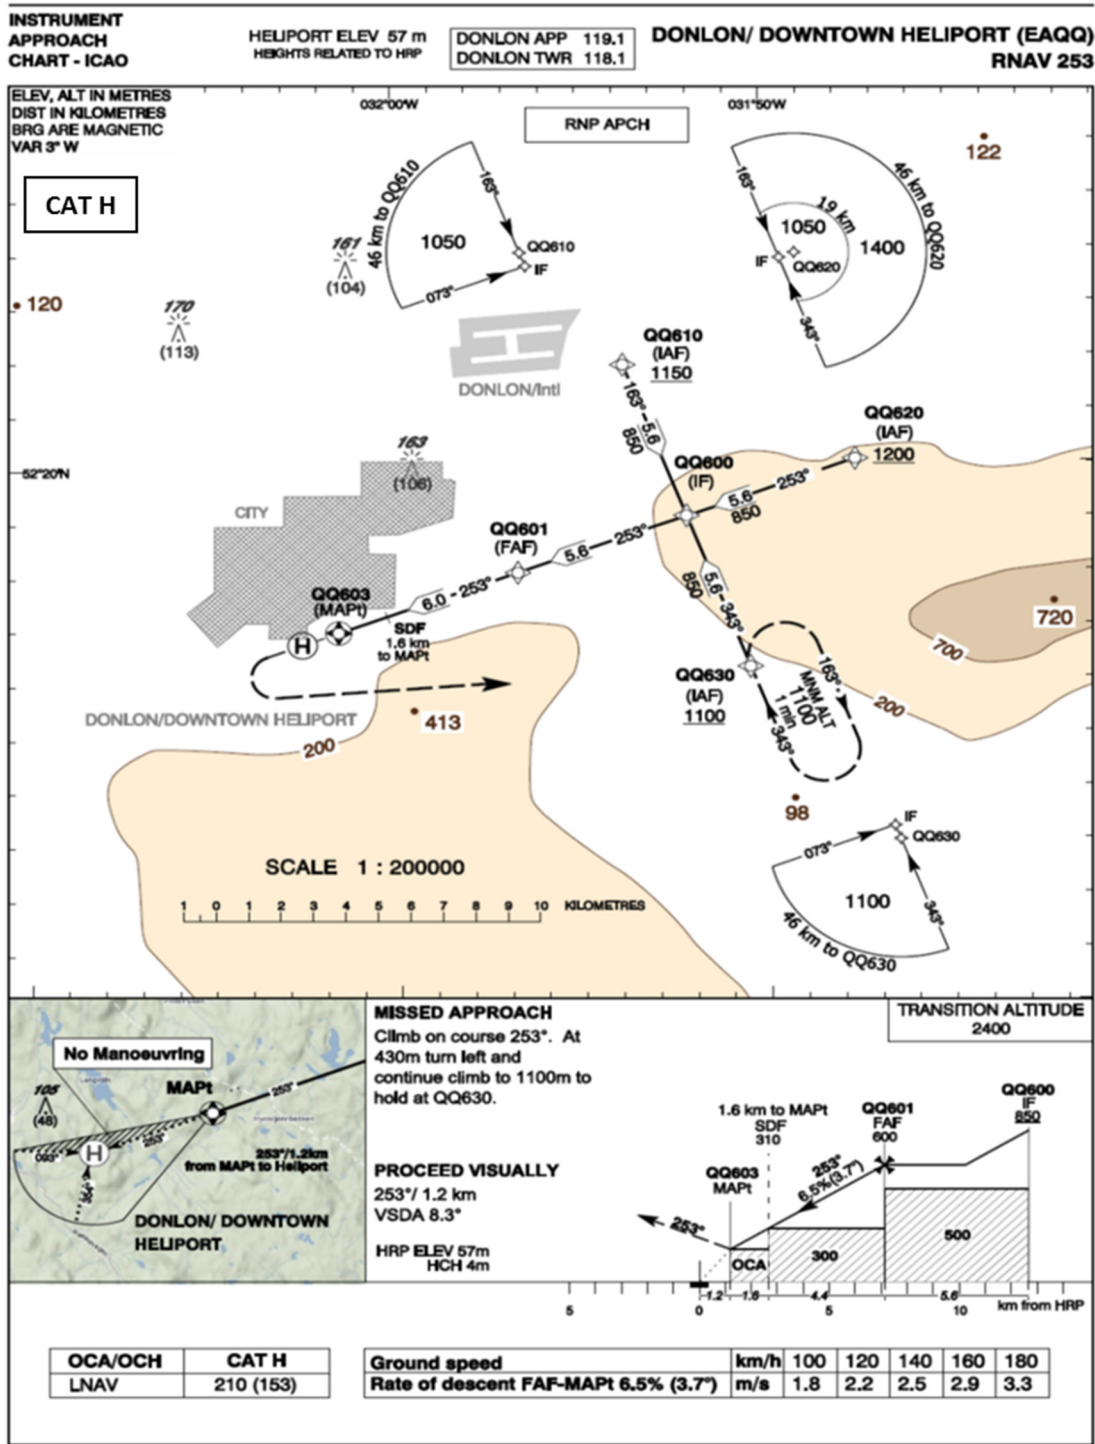 INSTRUMENT
APPROACH
CHART - ICAO
HELIPORT ELEV 57 m
HEIGHTS RELATED TO HRP
DONLON APP 119.1
DONLON TWR 118.1
DONLON/ DOWNTOWN HELIPORT (EAQQ)
RNAV 253
ELEV, ALT IN METRES
DIST IN KILOMETRES
BRG ARE MAGNETIC
VAR 3° W
032°00'W
031°50'W
RNP APCH
CAT H
122
46 km to QQ610
163°
1050
QQ610
IF
073°
163°
46 km to QQ620
19 km
1050
1400
IF
QQ620
343°
161
(104)
120
170
(113)
DONLON/Intl
QQ610
(IAF)
1150
163°-5.6
850
QQ620
(IAF)
1200
163
(106)
52°20'N
QQ600
(IF)
5.6 253°
850
CITY
QQ601
(FAF)
5.6 253°
QQ603
(MAPt)
6.0 - 253°
850
5.6-343°
720
700
H
SDF
1.6 km
to MAPt
QQ630
(IAF)
1100
163°
MNM ALT
1100
1 min
343°
200
DONLON/DOWNTOWN HELIPORT
413
200
98
IF
QQ630
073°
1100
343°
46 km to QQ630
SCALE 1 : 200000
1 0 1 2 3 4 5 6 7 8 9 10 KILOMETRES
No Manoeuvring
105
(48)
MAPt
253°
H
093°
253°
354°
253°/1.2km
from MAPt to Heliport
DONLON/ DOWNTOWN
HELIPORT
MISSED APPROACH
Climb on course 253°. At
430m turn left and
continue climb to 1100m to
hold at QQ630.
PROCEED VISUALLY
253°/ 1.2 km
VSDA 8.3°
HRP ELEV 57m
HCH 4m
TRANSITION ALTITUDE
2400
QQ600
IF
850
1.6 km to MAPt
SDF
310
QQ601
FAF
600
QQ603
MAPt
253°
6.5%(3.7°)
253°
OCA
300
500
1.2 1.6 4.4 5.6
5 0 5 10 km from HRP
OCA/OCH CAT H
LNAV 210 (153)
Ground speed km/h 100 120 140 160 180
Rate of descent FAF-MAPt 6.5% (3.7°) m/s 1.8 2.2 2.5 2.9 3.3